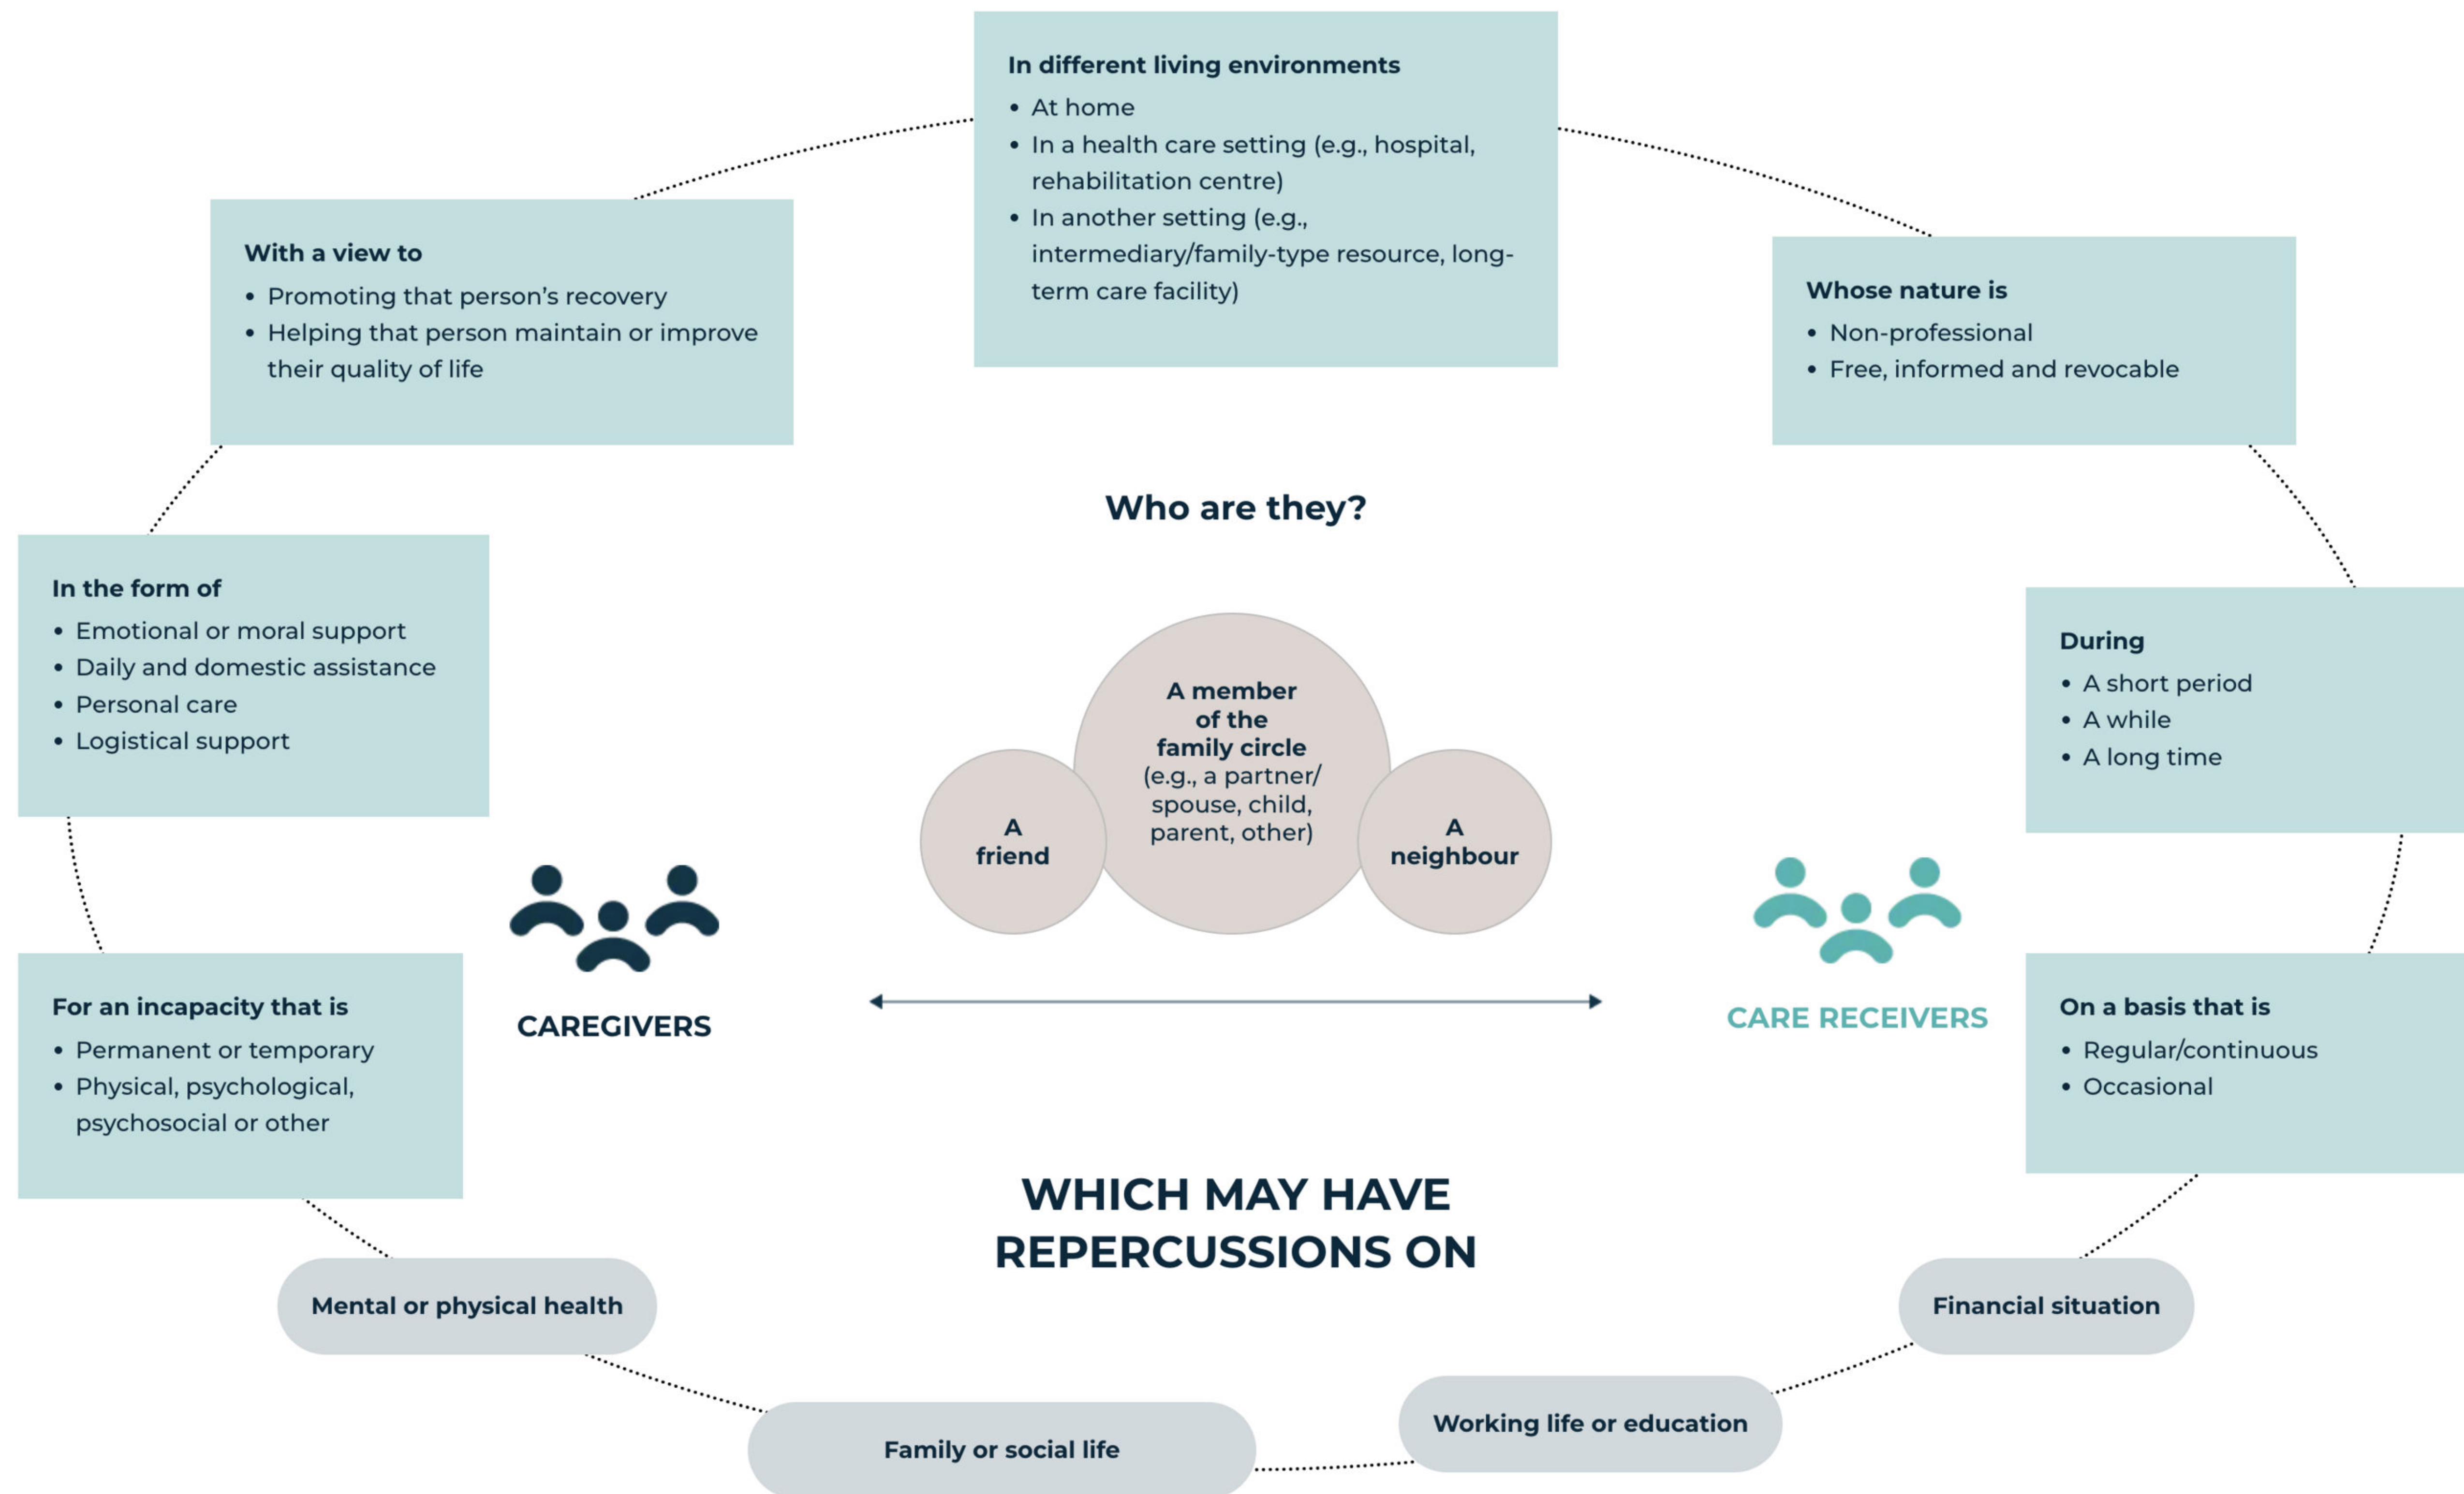 In different living environments
• At home
• In a health care setting (e.g., hospital,
rehabilitation centre)
• In another setting (e.g.,
intermediary/family-type resource, long-
term care facility)
With a view to
• Promoting that person’s recovery
• Helping that person maintain or improve
their quality of life
Whose nature is
• Non-professional
• Free, informed and revocable
Who are they?
In the form of
• Emotional or moral support
• Daily and domestic assistance
• Personal care
• Logistical support
During
• A short period
• A while
• A long time
A member
of the
family circle
(e.g., a partner/
spouse, child,
parent, other)
A
friend
A
neighbour
For an incapacity that is
• Permanent or temporary
• Physical, psychological,
psychosocial or other
CAREGIVERS
CARE RECEIVERS
On a basis that is
• Regular/continuous
• Occasional
WHICH MAY HAVE
REPERCUSSIONS ON
Mental or physical health
Family or social life
Working life or education
Financial situation